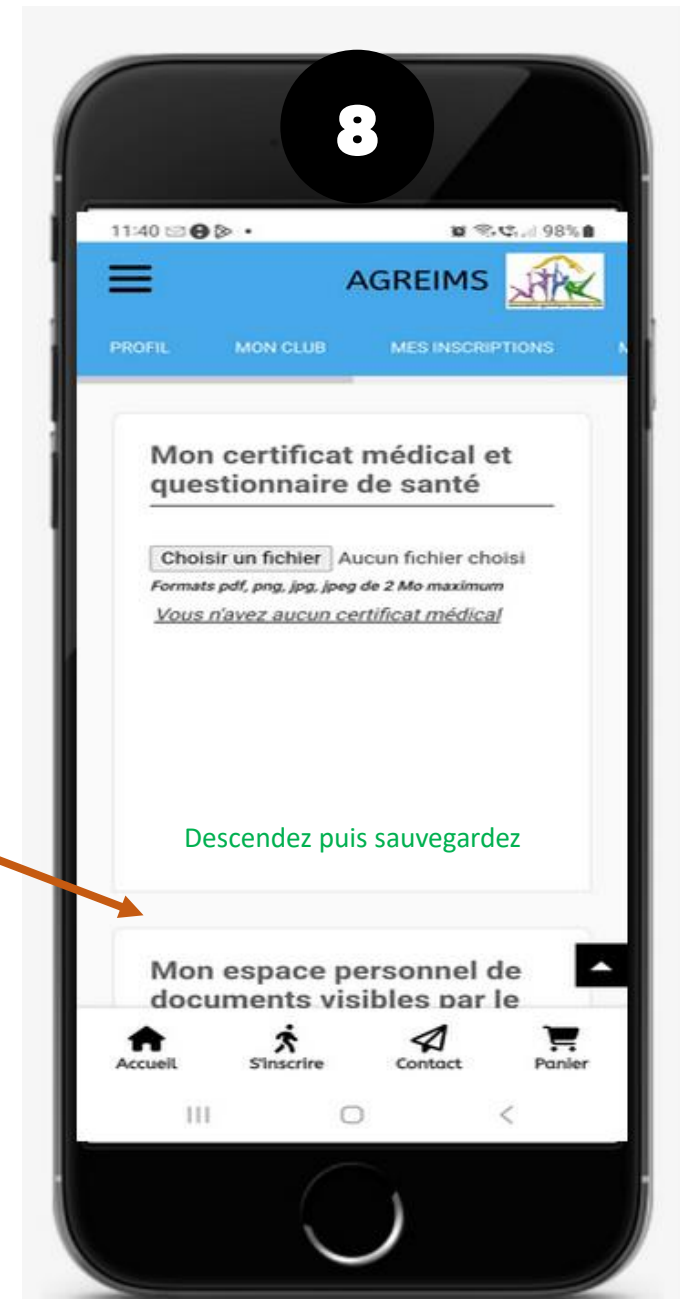 8
11:40 98%
AGREIMS
PROFIL MON CLUB MES INSCRIPTIONS
Mon certificat médical et
questionnaire de santé
Choisir un fichier Aucun fichier choisi
Formats pdf, png, jpg, jpeg de 2 Mo maximum
Vous n'avez aucun certificat médical
Descendez puis sauvegardez
Mon espace personnel de
documents visibles par le
Accueil S'inscrire Contact Panier